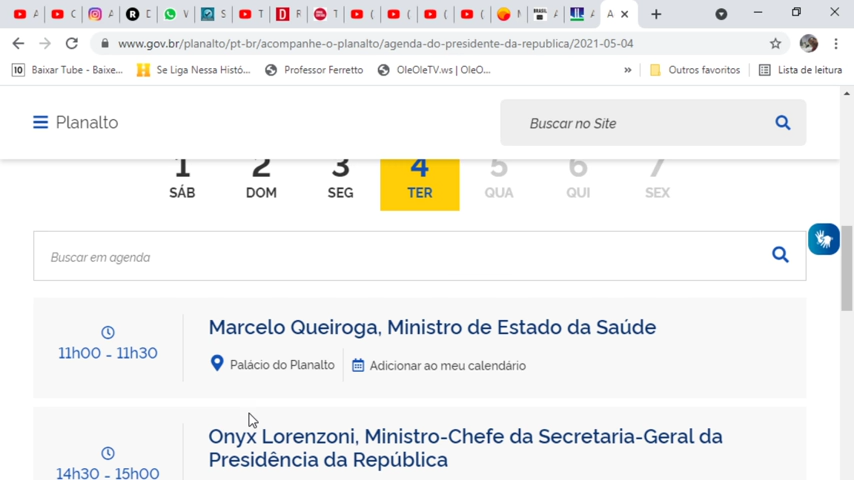 www.gov.br/planalto/pt-br/acompanhe-o-planalto/agenda-do-presidente-da-republica/2021-05-04
10 Baixar Tube - Baixe... Se Liga Nessa Histó... Professor Ferretto OleOleTV.ws | OleO... » Outros favoritos Lista de leitura
Planalto Buscar no Site
1 2 3 4 5 6 7
SÁB DOM SEG TER QUA QUI SEX
Buscar em agenda
Marcelo Queiroga, Ministro de Estado da Saúde
11h00 - 11h30
Palácio do Planalto Adicionar ao meu calendário
Onyx Lorenzoni, Ministro-Chefe da Secretaria-Geral da
Presidência da República
14h30 - 15h00